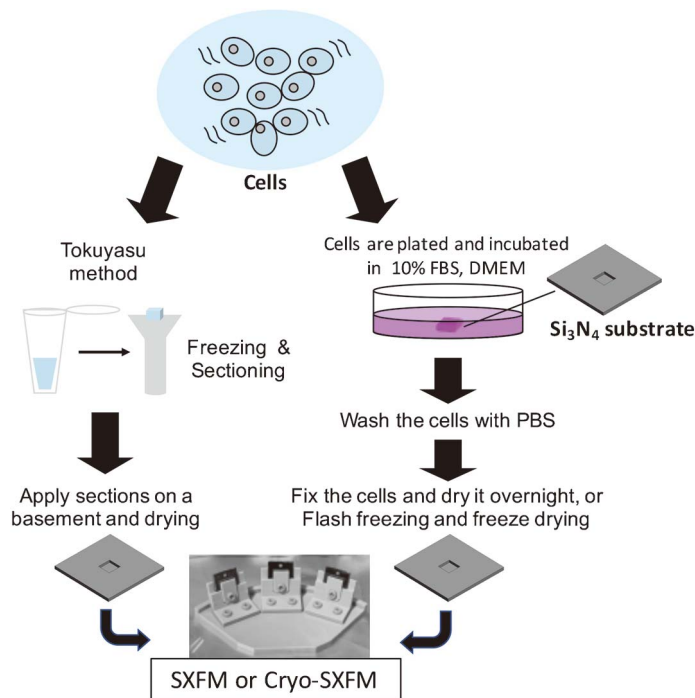 Cells
Tokuyasu
method
Freezing &
Sectioning
Apply sections on a
basement and drying
Cells are plated and incubated
in 10% FBS, DMEM
Si₃N₄ substrate
Wash the cells with PBS
Fix the cells and dry it overnight, or
Flash freezing and freeze drying
SXFM or Cryo-SXFM